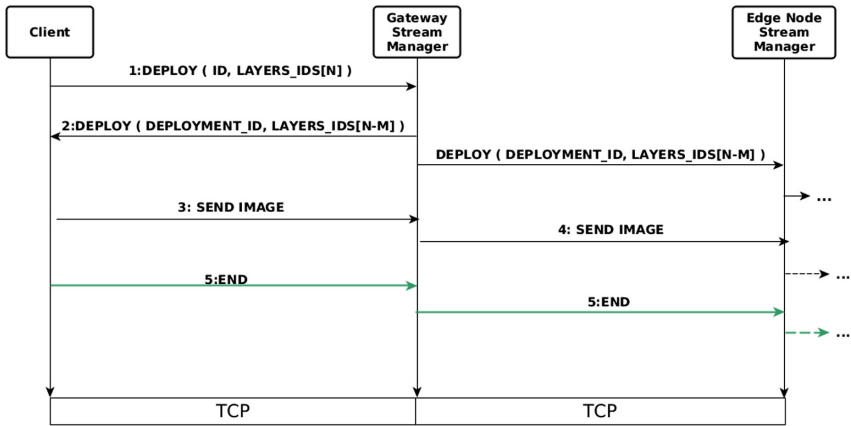 Client
Gateway
Stream
Manager
Edge Node
Stream
Manager
1:DEPLOY ( ID, LAYERS_IDS[N] )
2:DEPLOY ( DEPLOYMENT_ID, LAYERS_IDS[N-M] )
DEPLOY ( DEPLOYMENT_ID, LAYERS_IDS[N-M] )
...
3: SEND IMAGE
4: SEND IMAGE
...
5:END
5:END
...
TCP
TCP